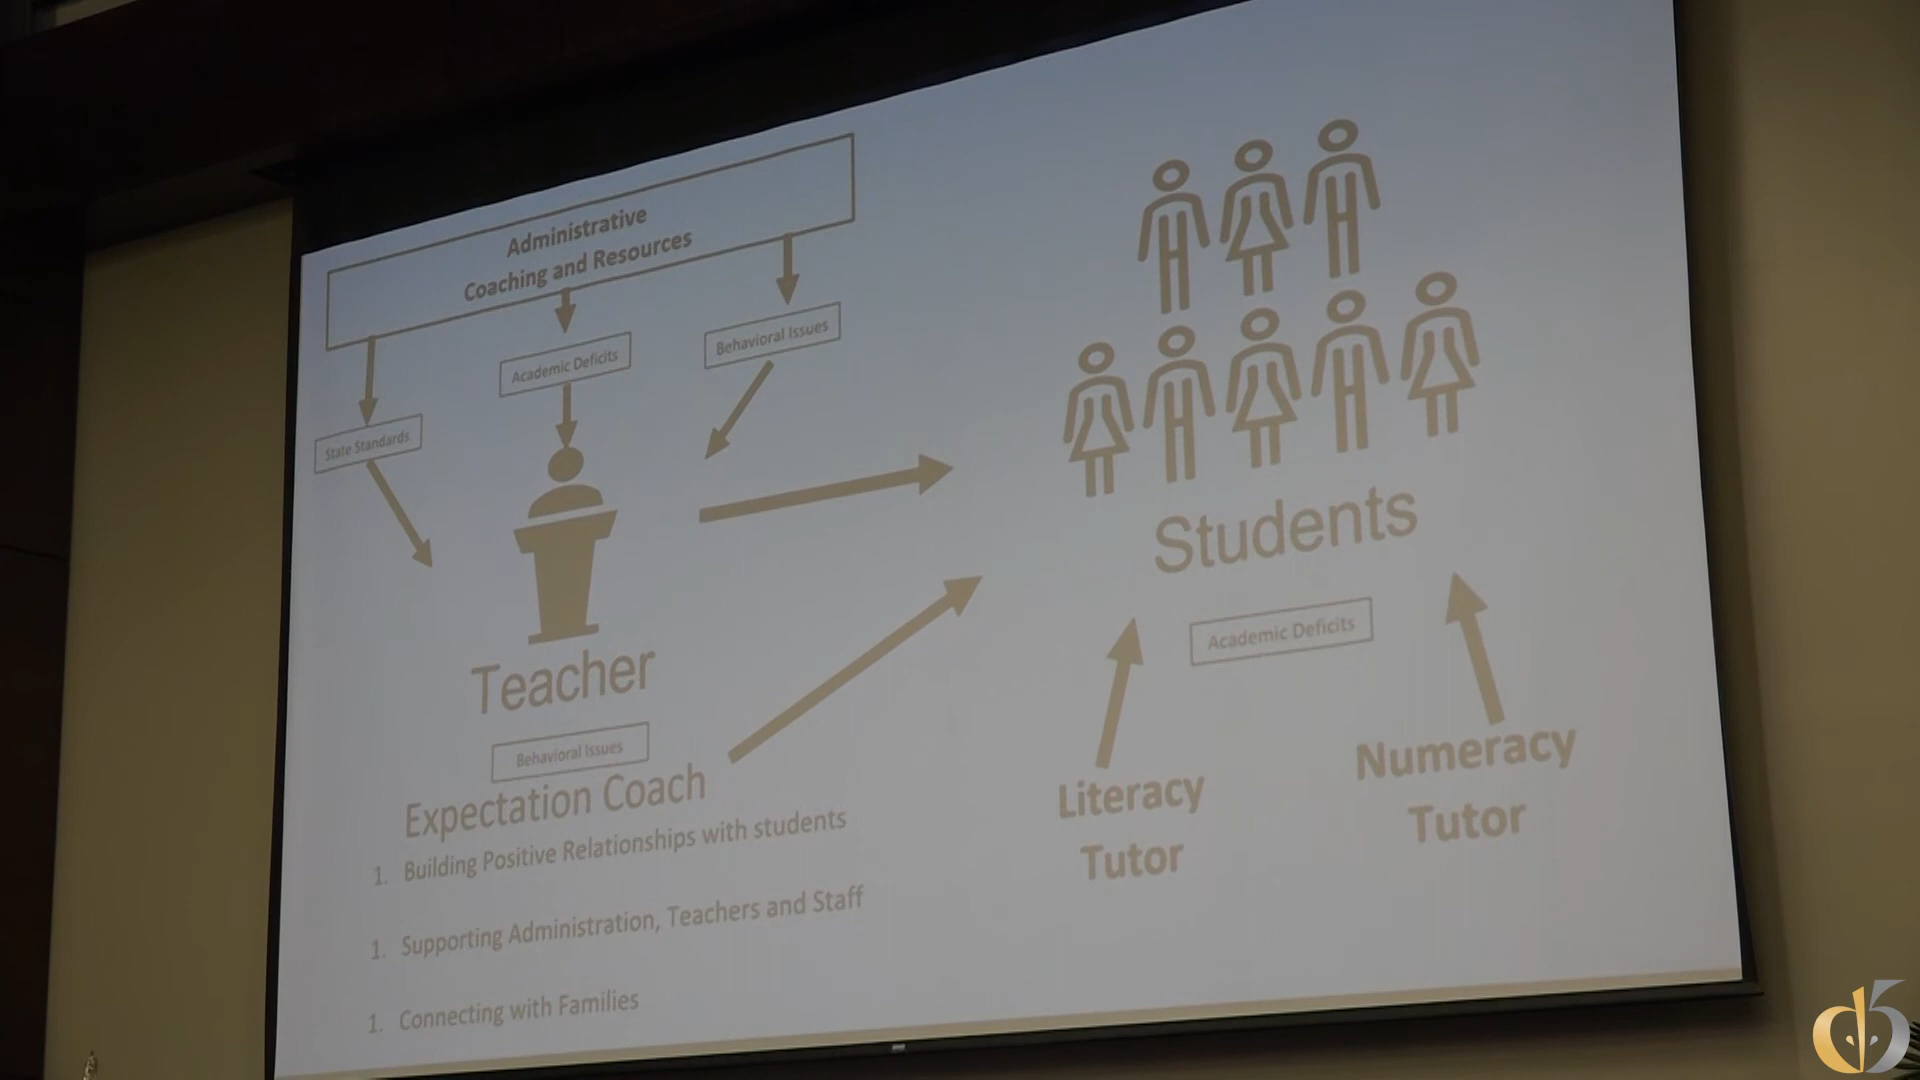 Administrative
Coaching and Resources
Behavioral Issues
Academic Deficits
State Standards
Teacher
Students
Behavioral Issues
Academic Deficits
Expectation Coach
1. Building Positive Relationships with students
1. Supporting Administration, Teachers and Staff
1. Connecting with Families
Literacy
Tutor
Numeracy
Tutor